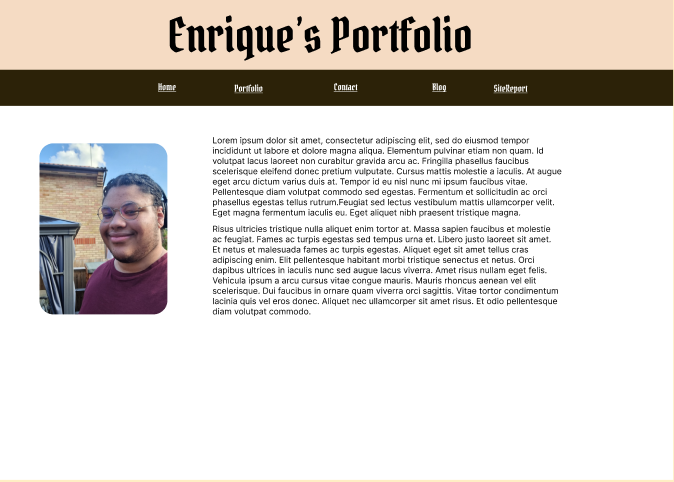 Enrique's Portfolio
Home Portfolio Contact Blog SiteReport
Lorem ipsum dolor sit amet, consectetur adipiscing elit, sed do eiusmod tempor
incididunt ut labore et dolore magna aliqua. Elementum pulvinar etiam non quam. Id
volutpat lacus laoreet non curabitur gravida arcu ac. Fringilla phasellus faucibus
scelerisque eleifend donec pretium vulputate. Cursus mattis molestie a iaculis. At augue
eget arcu dictum varius duis at. Tempor id eu nisl nunc mi ipsum faucibus vitae.
Pellentesque diam volutpat commodo sed egestas. Fermentum et sollicitudin ac orci
phasellus egestas tellus rutrum.Feugiat sed lectus vestibulum mattis ullamcorper velit.
Eget magna fermentum iaculis eu. Eget aliquet nibh praesent tristique magna.
Risus ultricies tristique nulla aliquet enim tortor at. Massa sapien faucibus et molestie
ac feugiat. Fames ac turpis egestas sed tempus urna et. Libero justo laoreet sit amet.
Et netus et malesuada fames ac turpis egestas. Aliquet eget sit amet tellus cras
adipiscing enim. Elit pellentesque habitant morbi tristique senectus et netus. Orci
dapibus ultrices in iaculis nunc sed augue lacus viverra. Amet risus nullam eget felis.
Vehicula ipsum a arcu cursus vitae congue mauris. Mauris rhoncus aenean vel elit
scelerisque. Dui faucibus in ornare quam viverra orci sagittis. Vitae tortor condimentum
lacinia quis vel eros donec. Aliquet nec ullamcorper sit amet risus. Et odio pellentesque
diam volutpat commodo.